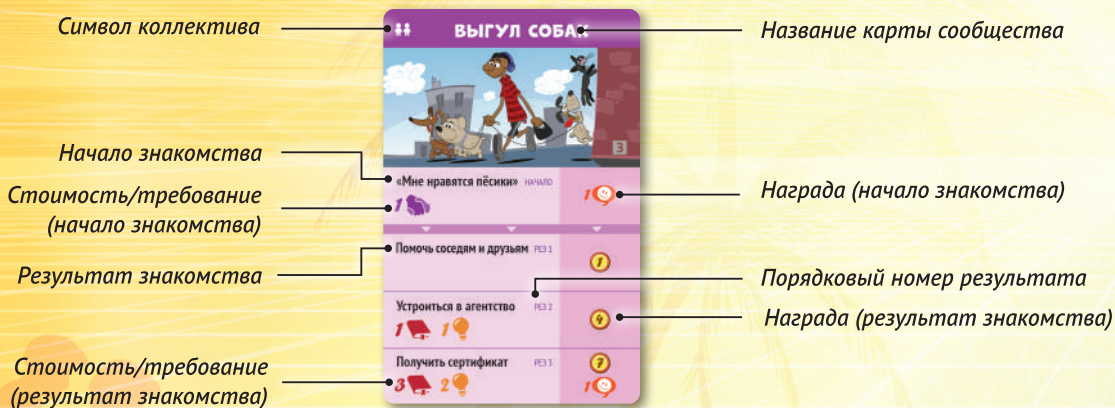 Символ коллектива
ВЫГУЛ СОБАК
Название карты сообщества
3
Начало знакомства
«Мне нравятся пёсики» НАЧАЛО
Стоимость/требование
(начало знакомства)
1
1
Награда (начало знакомства)
Результат знакомства
Помочь соседям и друзьям РЕЗ 1
1
Порядковый номер результата
Устроиться в агентство РЕЗ 2
1 1
4
Награда (результат знакомства)
Стоимость/требование
(результат знакомства)
Получить сертификат РЕЗ 3
3 2
7
1